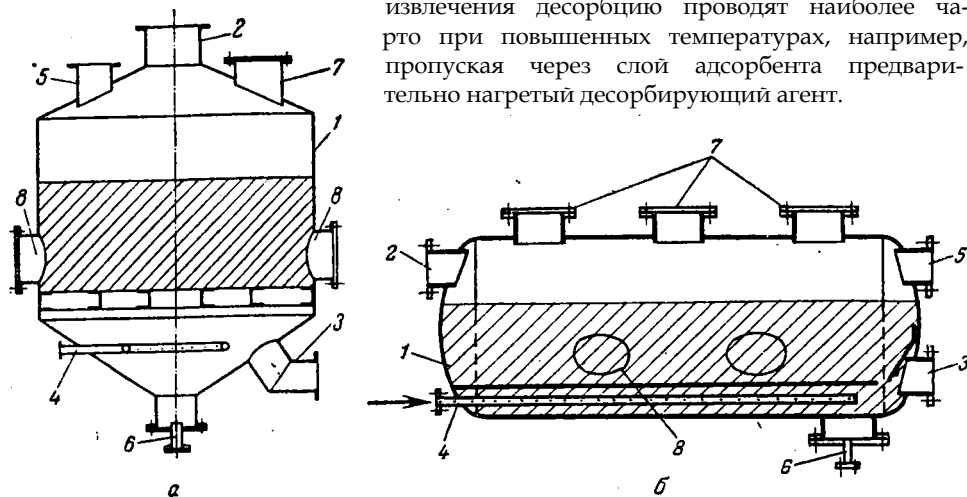 извлечения десорбцию проводят наиболее ча-
рто при повышенных температурах, например,
пропуская через слой адсорбента предвари-
тельно нагретый десорбирующий агент.
2
5
7
1
8
8
3
4
6
а
7
2
5
1
3
4
8
6
б